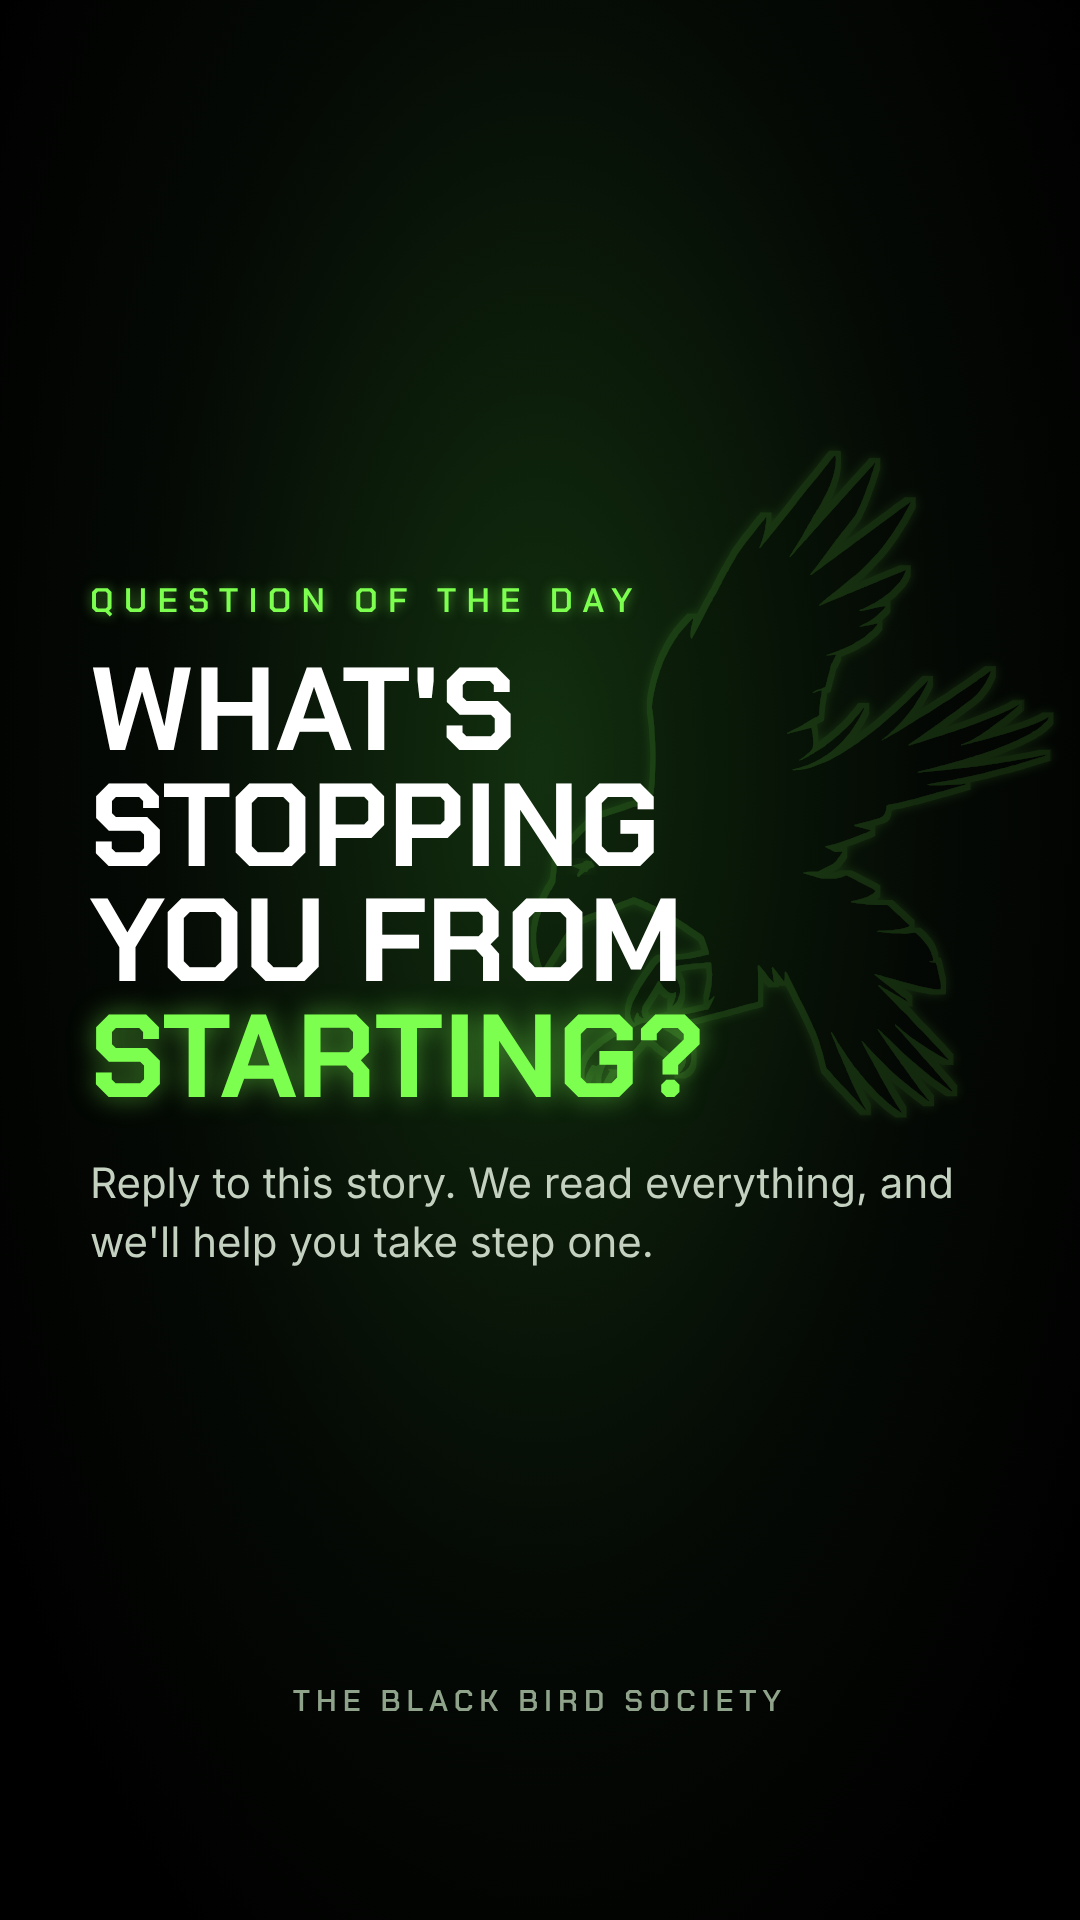 QUESTION OF THE DAY
WHAT'S
STOPPING
YOU FROM
STARTING?
Reply to this story. We read everything, and
we'll help you take step one.
THE BLACK BIRD SOCIETY